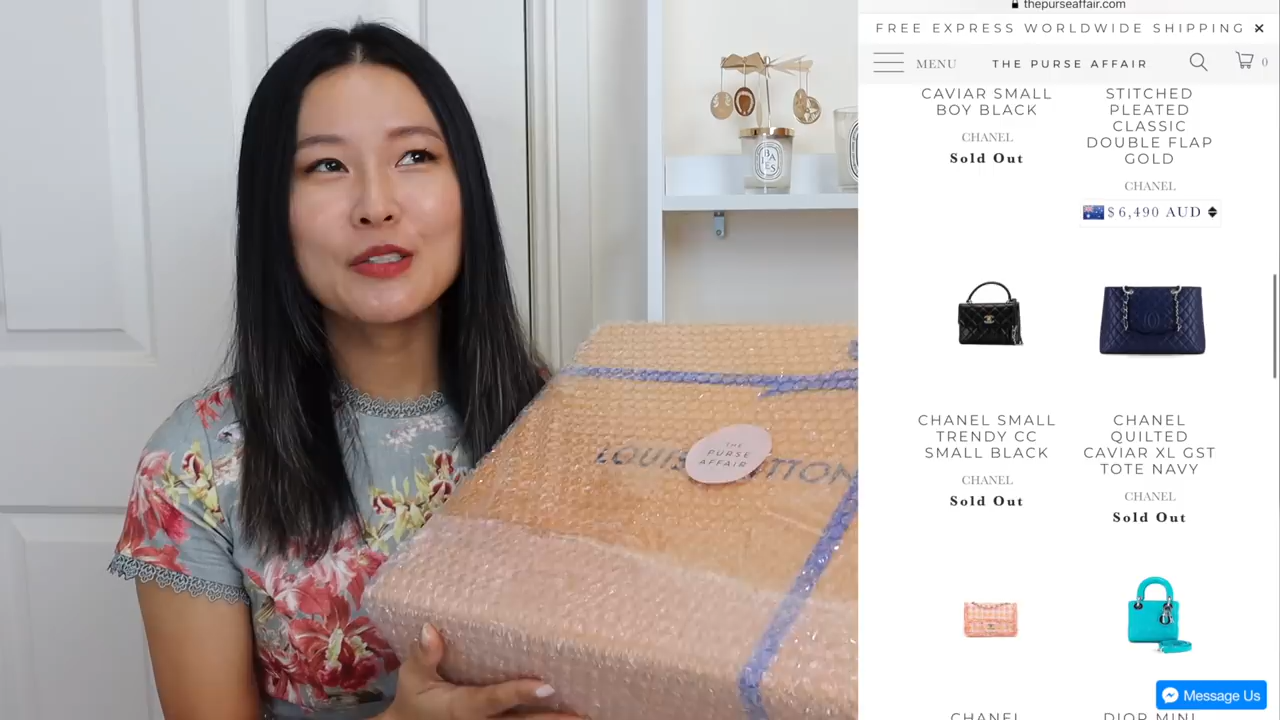 thepurseaffair.com
FREE EXPRESS WORLDWIDE SHIPPING ×
MENU
THE PURSE AFFAIR
0
CAVIAR SMALL
BOY BLACK
CHANEL
Sold Out
STITCHED
PLEATED
CLASSIC
DOUBLE FLAP
GOLD
CHANEL
$6,490 AUD
CHANEL SMALL
TRENDY CC
SMALL BLACK
CHANEL
Sold Out
CHANEL
QUILTED
CAVIAR XL GST
TOTE NAVY
CHANEL
Sold Out
CHANEL
DIOR MINI
Message Us
THE
PURSE
AFFAIR
LOUIS VUITTON